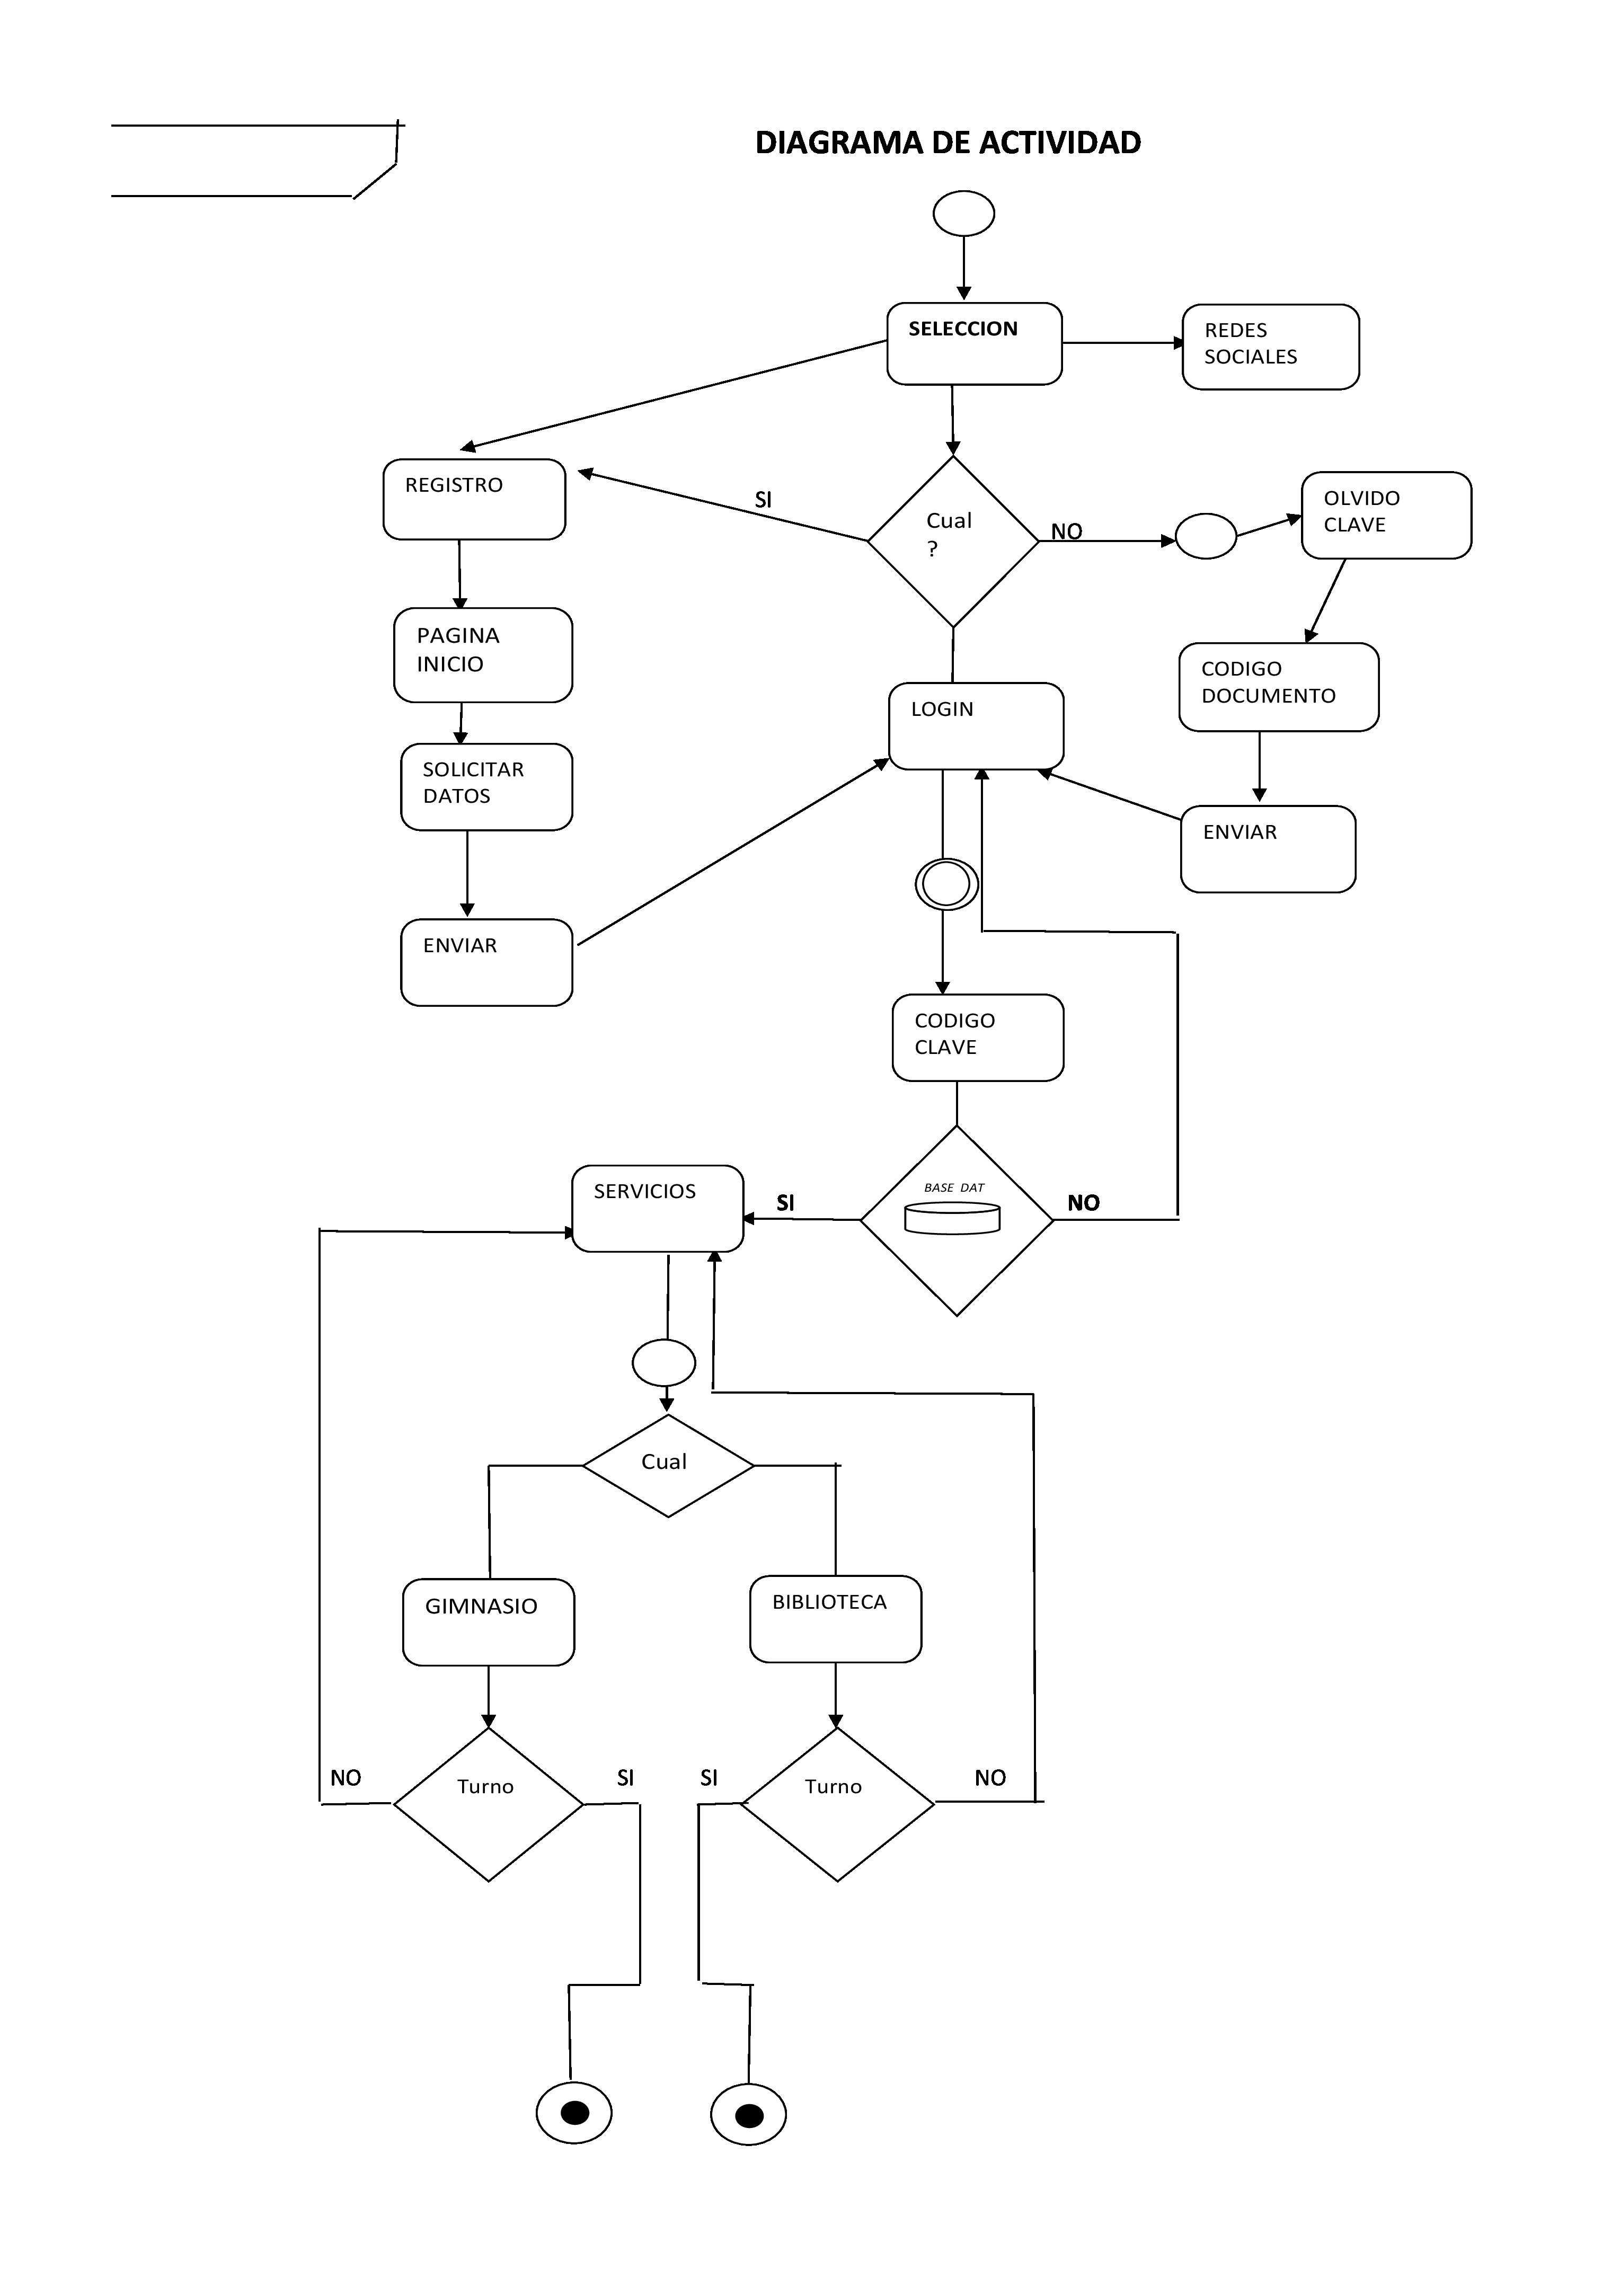 DIAGRAMA DE ACTIVIDAD
SELECCION
REDES
SOCIALES
REGISTRO
SI
Cual
?
NO
OLVIDO
CLAVE
PAGINA
INICIO
LOGIN
CODIGO
DOCUMENTO
SOLICITAR
DATOS
ENVIAR
ENVIAR
CODIGO
CLAVE
SERVICIOS
SI
BASE DAT
NO
Cual
GIMNASIO
BIBLIOTECA
NO
Turno
SI
SI
Turno
NO